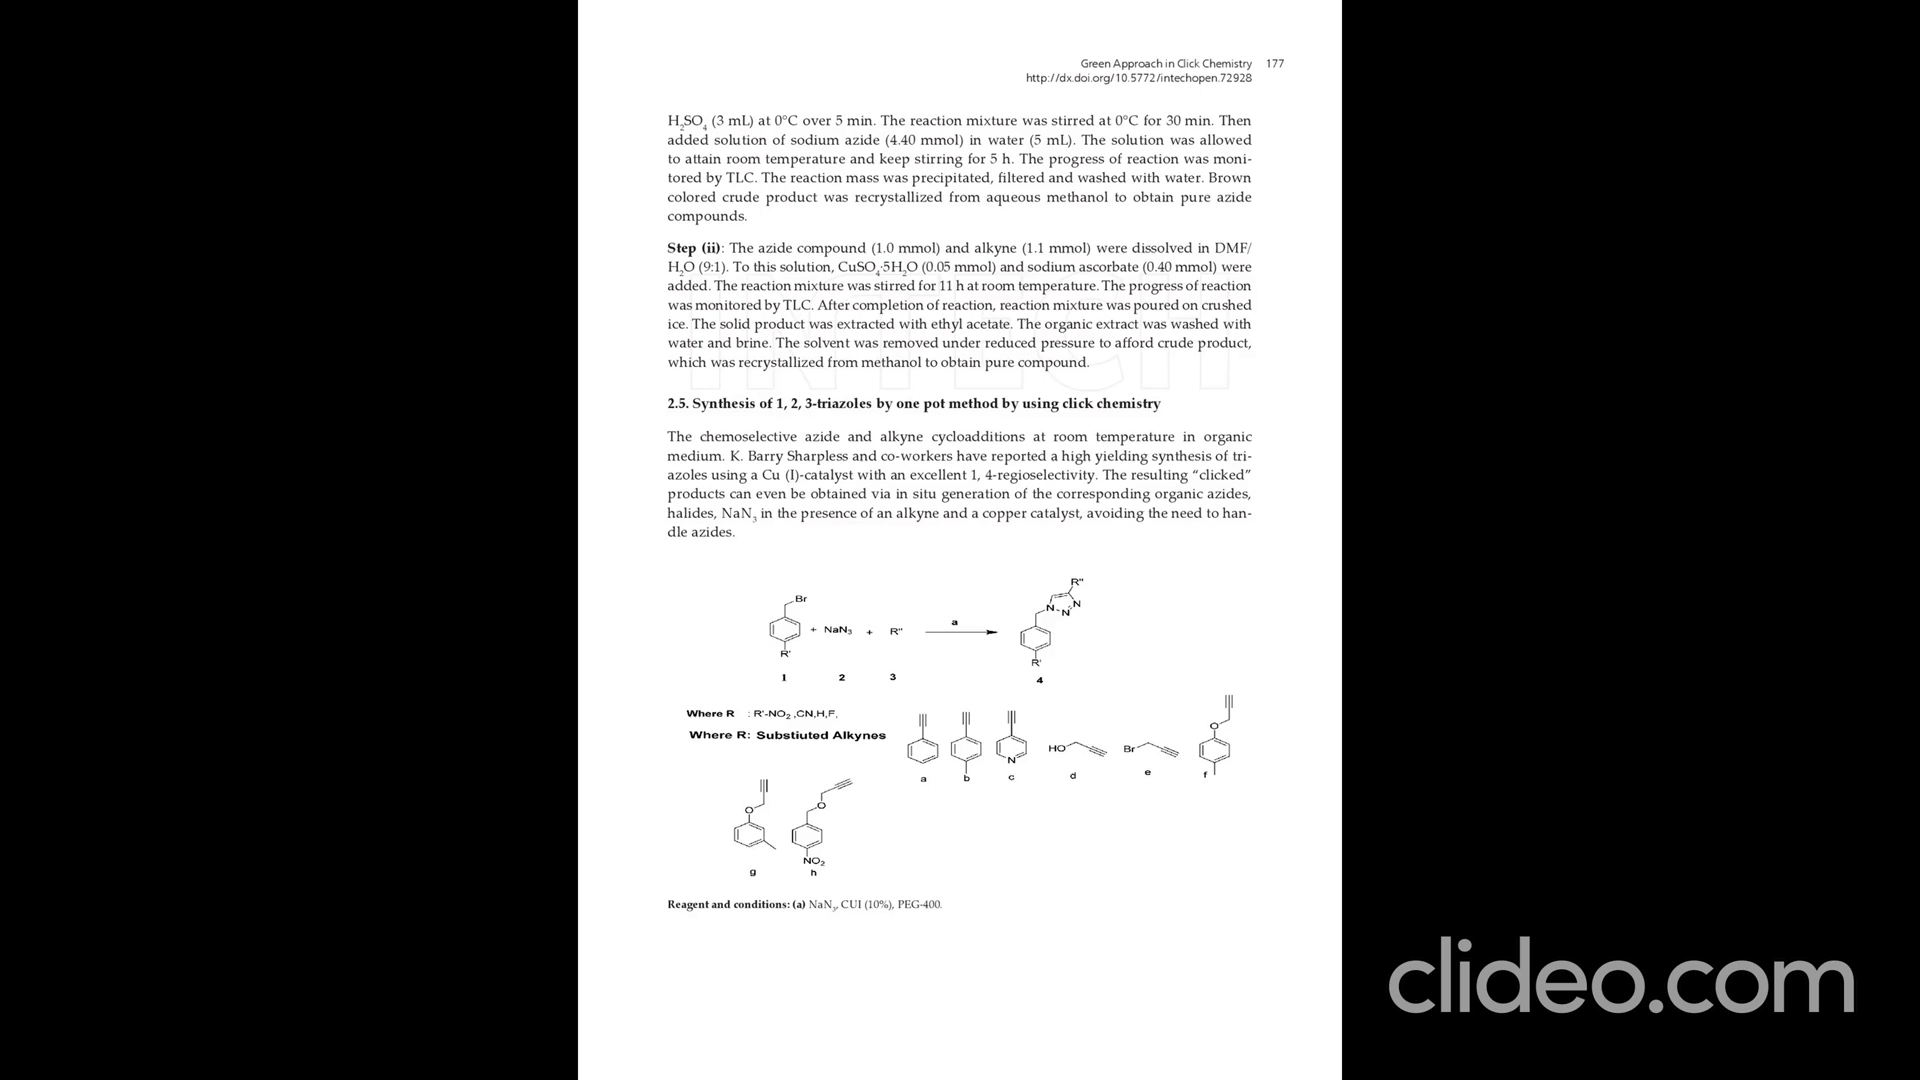 Green Approach in Click Chemistry 177
http://dx.doi.org/10.5772/intechopen.72928
H2SO4 (3 mL) at 0°C over 5 min. The reaction mixture was stirred at 0°C for 30 min. Then
added solution of sodium azide (4.40 mmol) in water (5 mL). The solution was allowed
to attain room temperature and keep stirring for 5 h. The progress of reaction was moni-
tored by TLC. The reaction mass was precipitated, filtered and washed with water. Brown
colored crude product was recrystallized from aqueous methanol to obtain pure azide
compounds.
Step (ii): The azide compound (1.0 mmol) and alkyne (1.1 mmol) were dissolved in DMF/
H2O (9:1). To this solution, CuSO4·5H2O (0.05 mmol) and sodium ascorbate (0.40 mmol) were
added. The reaction mixture was stirred for 11 h at room temperature. The progress of reaction
was monitored by TLC. After completion of reaction, reaction mixture was poured on crushed
ice. The solid product was extracted with ethyl acetate. The organic extract was washed with
water and brine. The solvent was removed under reduced pressure to afford crude product,
which was recrystallized from methanol to obtain pure compound.
INTECH
2.5. Synthesis of 1, 2, 3-triazoles by one pot method by using click chemistry
The chemoselective azide and alkyne cycloadditions at room temperature in organic
medium. K. Barry Sharpless and co-workers have reported a high yielding synthesis of tri-
azoles using a Cu (I)-catalyst with an excellent 1, 4-regioselectivity. The resulting “clicked”
products can even be obtained via in situ generation of the corresponding organic azides,
halides, NaN3 in the presence of an alkyne and a copper catalyst, avoiding the need to han-
dle azides.
R"
Br
N N N
+ NaN3 + R" a
R' R'
1 2 3 4
Where R : R'-NO2 ,CN,H,F,
Where R: Substiuted Alkynes
O
HO Br
N
a b c d e f
O O
NO2
g h
Reagent and conditions: (a) NaN3, CUI (10%), PEG-400.
clideo.com